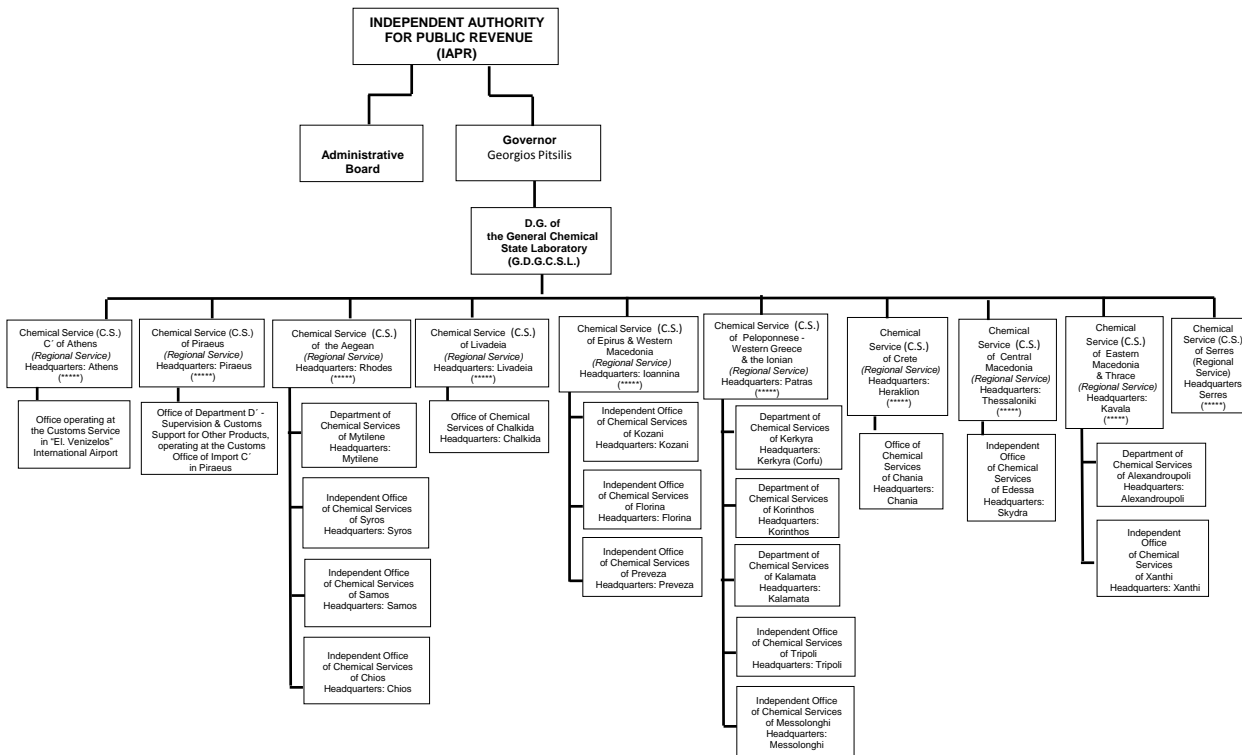 INDEPENDENT AUTHORITY
FOR PUBLIC REVENUE
(IAPR)
Administrative
Board
Governor
Georgios Pitsilis
D.G. of
the General Chemical
State Laboratory
(G.D.G.C.S.L.)
Chemical Service (C.S.)
C΄ of Athens
(Regional Service)
Headquarters: Athens
(*****)
Office operating at
the Customs Service
in "El. Venizelos"
International Airport
Chemical Service (C.S.)
of Piraeus
(Regional Service)
Headquarters: Piraeus
(*****)
Office of Department D΄ -
Supervision & Customs
Support for Other Products,
operating at the Customs
Office of Import C΄
in Piraeus
Chemical Service (C.S.)
of the Aegean
(Regional Service)
Headquarters: Rhodes
(*****)
Department of
Chemical Services
of Mytilene
Headquarters:
Mytilene
Independent Office
of Chemical Services
of Syros
Headquarters: Syros
Independent Office
of Chemical Services
of Samos
Headquarters: Samos
Independent Office
of Chemical Services
of Chios
Headquarters: Chios
Chemical Service (C.S.)
of Livadeia
(Regional Service)
Headquarters: Livadeia
(*****)
Office of Chemical
Services of Chalkida
Headquarters: Chalkida
Chemical Service (C.S.)
of Epirus & Western
Macedonia
(Regional Service)
Headquarters: Ioannina
(*****)
Independent Office
of Chemical Services
of Kozani
Headquarters: Kozani
Independent Office
of Chemical Services
of Florina
Headquarters: Florina
Independent Office
of Chemical Services
of Preveza
Headquarters: Preveza
Chemical Service (C.S.)
of Peloponnese -
Western Greece
& the Ionian
(Regional Service)
Headquarters: Patras
(*****)
Department of
Chemical Services
of Kerkyra
Headquarters:
Kerkyra (Corfu)
Department of
Chemical Services
of Korinthos
Headquarters:
Korinthos
Department of
Chemical Services
of Kalamata
Headquarters:
Kalamata
Independent Office
of Chemical Services
of Tripoli
Headquarters: Tripoli
Independent Office
of Chemical Services
of Messolonghi
Headquarters:
Messolonghi
Chemical
Service (C.S.)
of Crete
(Regional Service)
Headquarters:
Heraklion
(*****)
Office of
Chemical
Services
of Chania
Headquarters:
Chania
Chemical
Service (C.S.)
of Central
Macedonia
(Regional Service)
Headquarters:
Thessaloniki
(*****)
Independent
Office
of Chemical
Services
of Edessa
Headquarters:
Skydra
Chemical
Service (C.S.)
of Eastern
Macedonia
& Thrace
(Regional Service)
Headquarters:
Kavala
(*****)
Department of
Chemical Services
of Alexandroupoli
Headquarters:
Alexandroupoli
Independent
Office
of Chemical
Services
of Xanthi
Headquarters: Xanthi
Chemical
Service (C.S.)
of Serres
(Regional
Service)
Headquarters:
Serres
(*****)